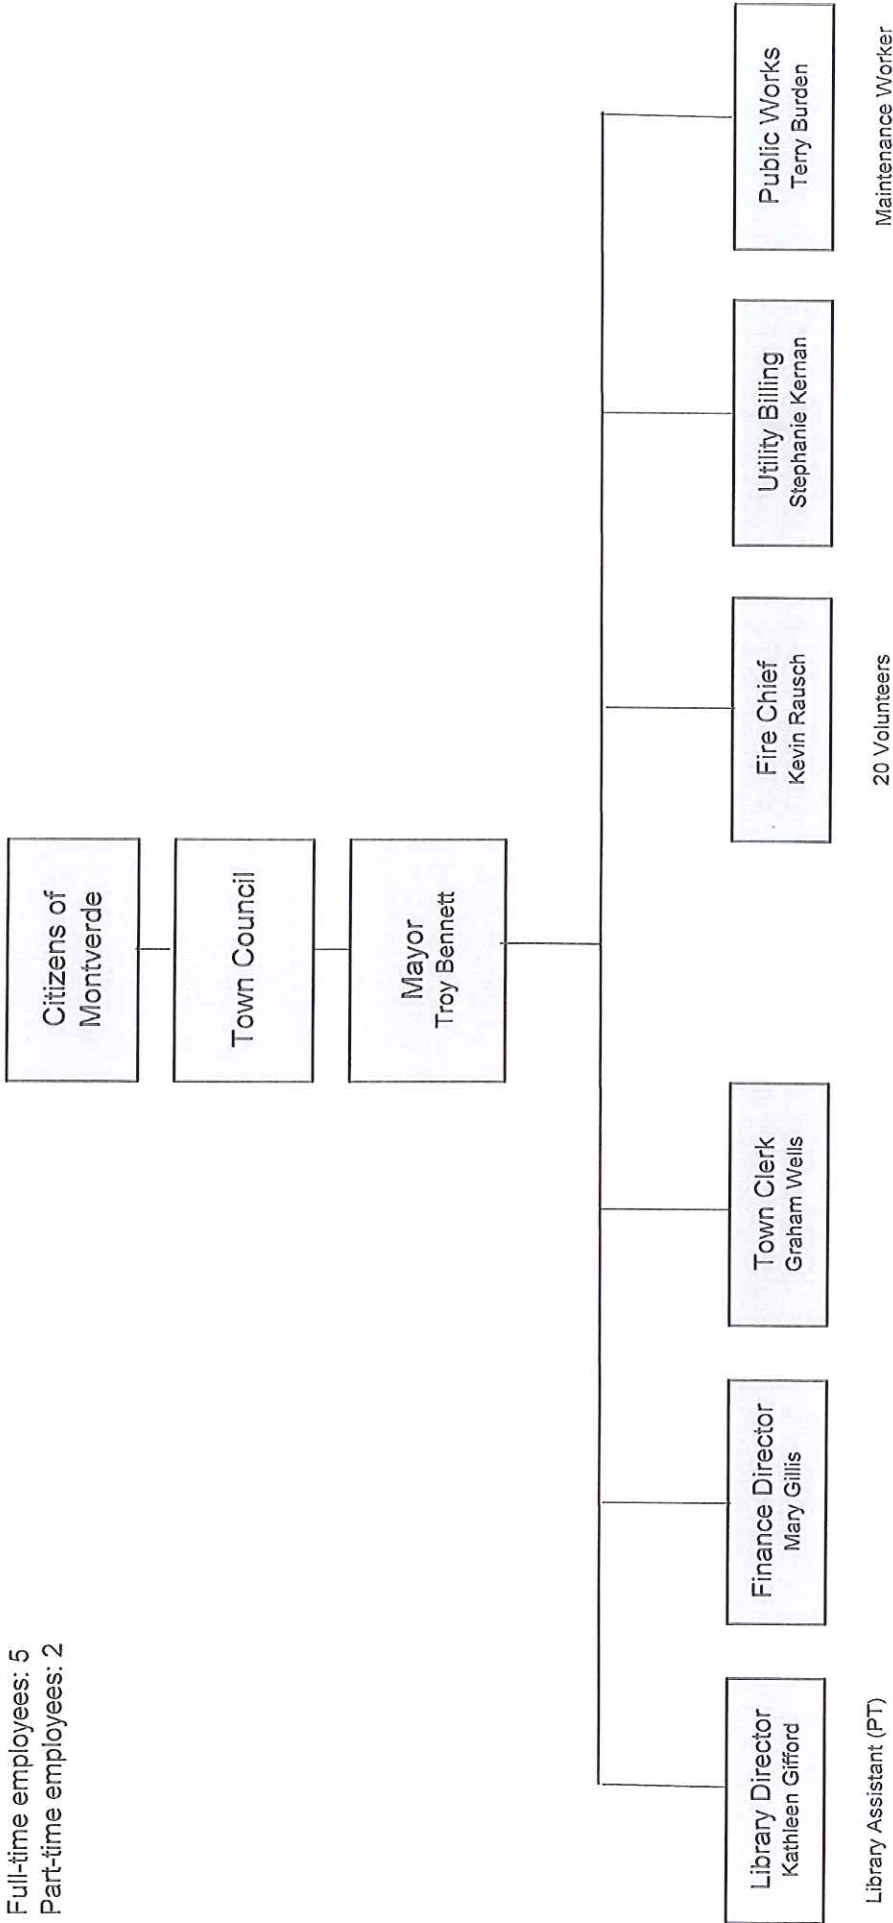 Full-time employees: 5
Part-time employees: 2
Citizens of
Montverde
Town Council
Mayor
Troy Bennett
Library Director
Kathleen Gifford
Finance Director
Mary Gillis
Town Clerk
Graham Wells
Fire Chief
Kevin Rausch
Utility Billing
Stephanie Kernan
Public Works
Terry Burden
Library Assistant (PT)
20 Volunteers
Maintenance Worker